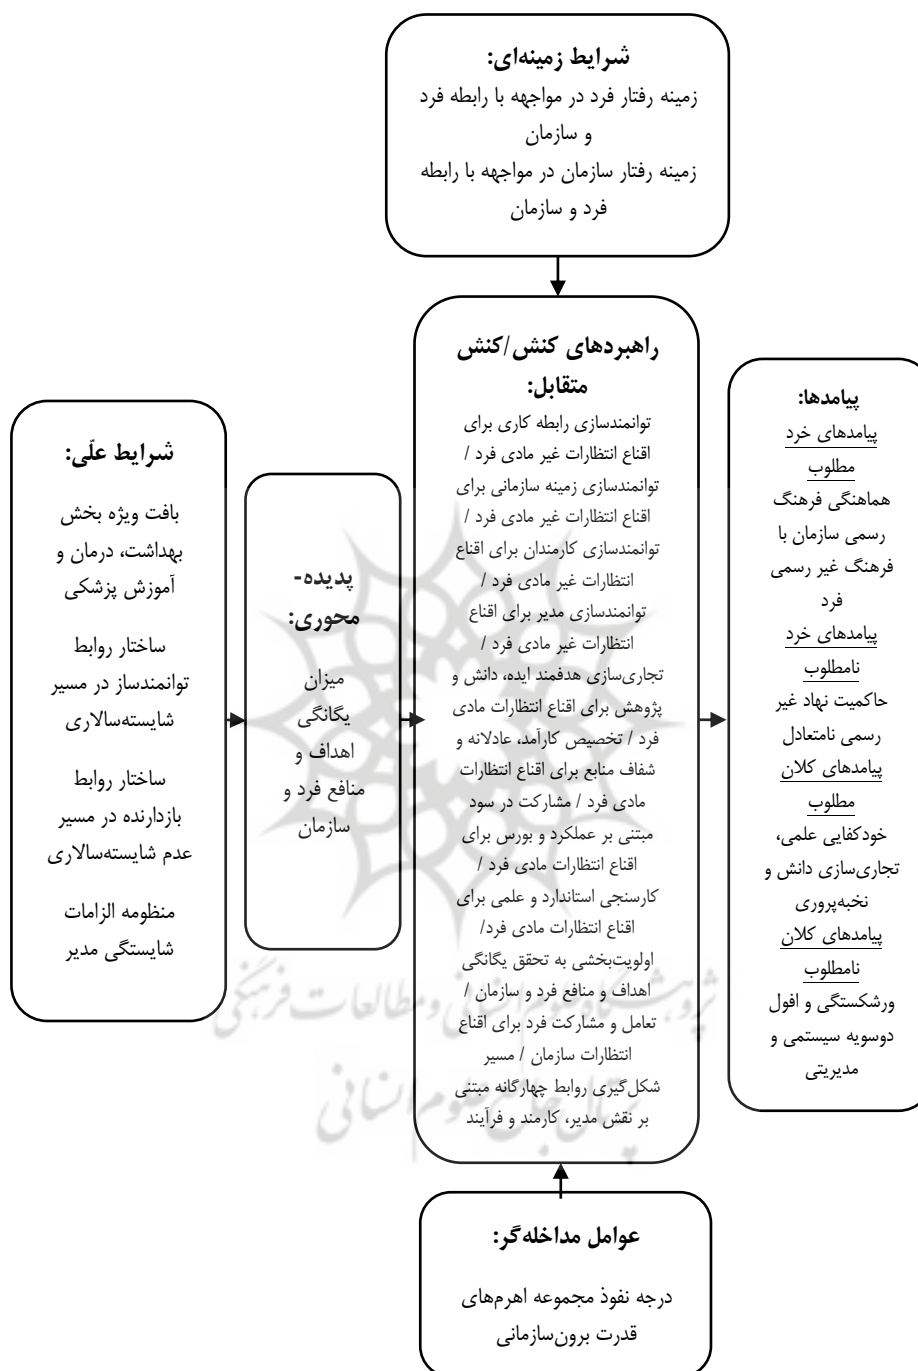 شرایط زمینه‌ای:
زمینه رفتار فرد در مواجهه با رابطه فرد
و سازمان
زمینه رفتار سازمان در مواجهه با رابطه
فرد و سازمان
شرایط علّی:
بافت ویژه بخش
بهداشت، درمان و
آموزش پزشکی
ساختار روابط
توانمندساز در مسیر
شایسته‌سالاری
ساختار روابط
بازدارنده در مسیر
عدم شایسته‌سالاری
منظومه الزامات
شایستگی مدیر
پدیده-
محوری:
میزان
یگانگی
اهداف و
منافع فرد و
سازمان
راهبردهای کنش/کنش
متقابل:
توانمندسازی رابطه کاری برای
اقناع انتظارات غیر مادی فرد /
توانمندسازی زمینه سازمانی برای
اقناع انتظارات غیر مادی فرد /
توانمندسازی کارمندان برای اقناع
انتظارات غیر مادی فرد /
توانمندسازی مدیر برای اقناع
انتظارات غیر مادی فرد /
تجاری‌سازی هدفمند ایده، دانش و
پژوهش برای اقناع انتظارات مادی
فرد / تخصیص کارآمد، عادلانه و
شفاف منابع برای اقناع انتظارات
مادی فرد / مشارکت در سود
مبتنی بر عملکرد و بورس برای
اقناع انتظارات مادی فرد /
کارسنجی استاندارد و علمی برای
اقناع انتظارات مادی فرد/
اولویت‌بخشی به تحقق یگانگی
اهداف و منافع فرد و سازمان /
تعامل و مشارکت فرد برای اقناع
انتظارات سازمان / مسیر
شکل‌گیری روابط چهارگانه مبتنی
بر نقش مدیر، کارمند و فرآیند
پیامدها:
پیامدهای خرد
مطلوب
هماهنگی فرهنگ
رسمی سازمان با
فرهنگ غیر رسمی
فرد
پیامدهای خرد
نامطلوب
حاکمیت نهاد غیر
رسمی نامتعادل
پیامدهای کلان
مطلوب
خودکفایی علمی،
تجاری‌سازی دانش و
نخبه‌پروری
پیامدهای کلان
نامطلوب
ورشکستگی و افول
دوسویه سیستمی و
مدیریتی
عوامل مداخله‌گر:
درجه نفوذ مجموعه اهرم‌های
قدرت برون‌سازمانی
پژوهشگاه علوم انسانی و مطالعات فرهنگی
پرتال جامع علوم انسانی